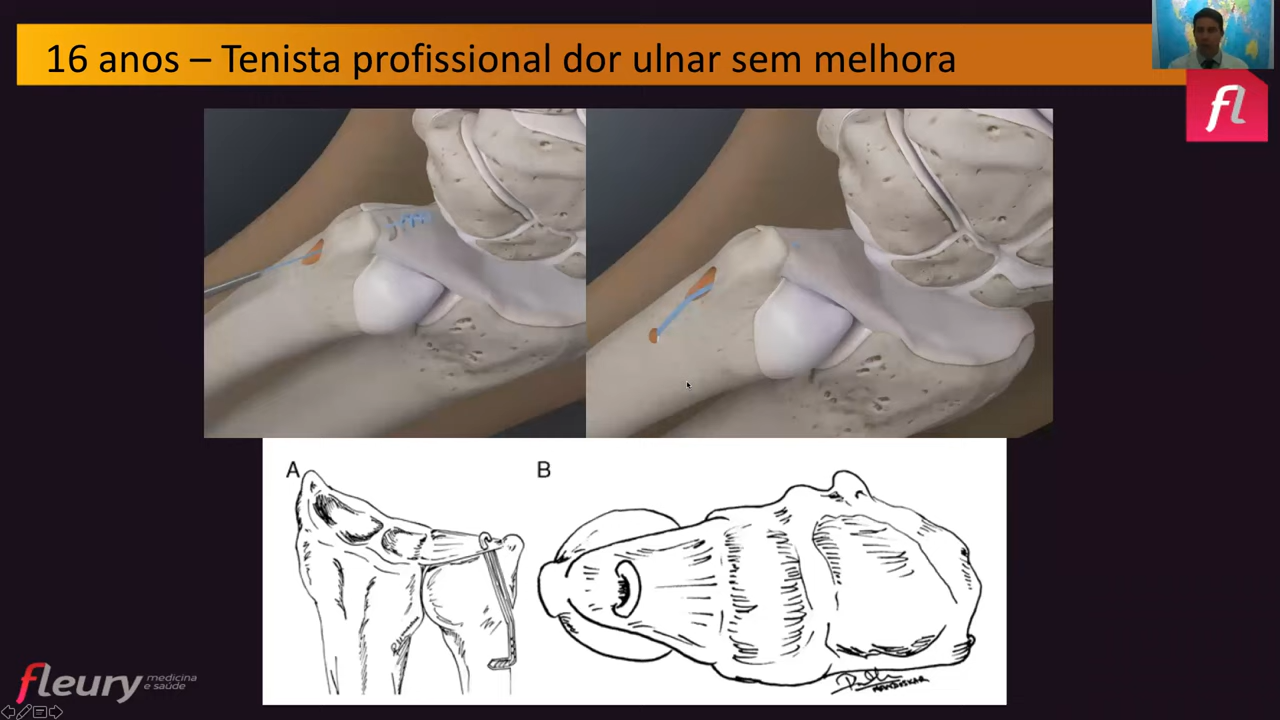 16 anos – Tenista profissional dor ulnar sem melhora
fl
A
B
fleury medicina
e saúde